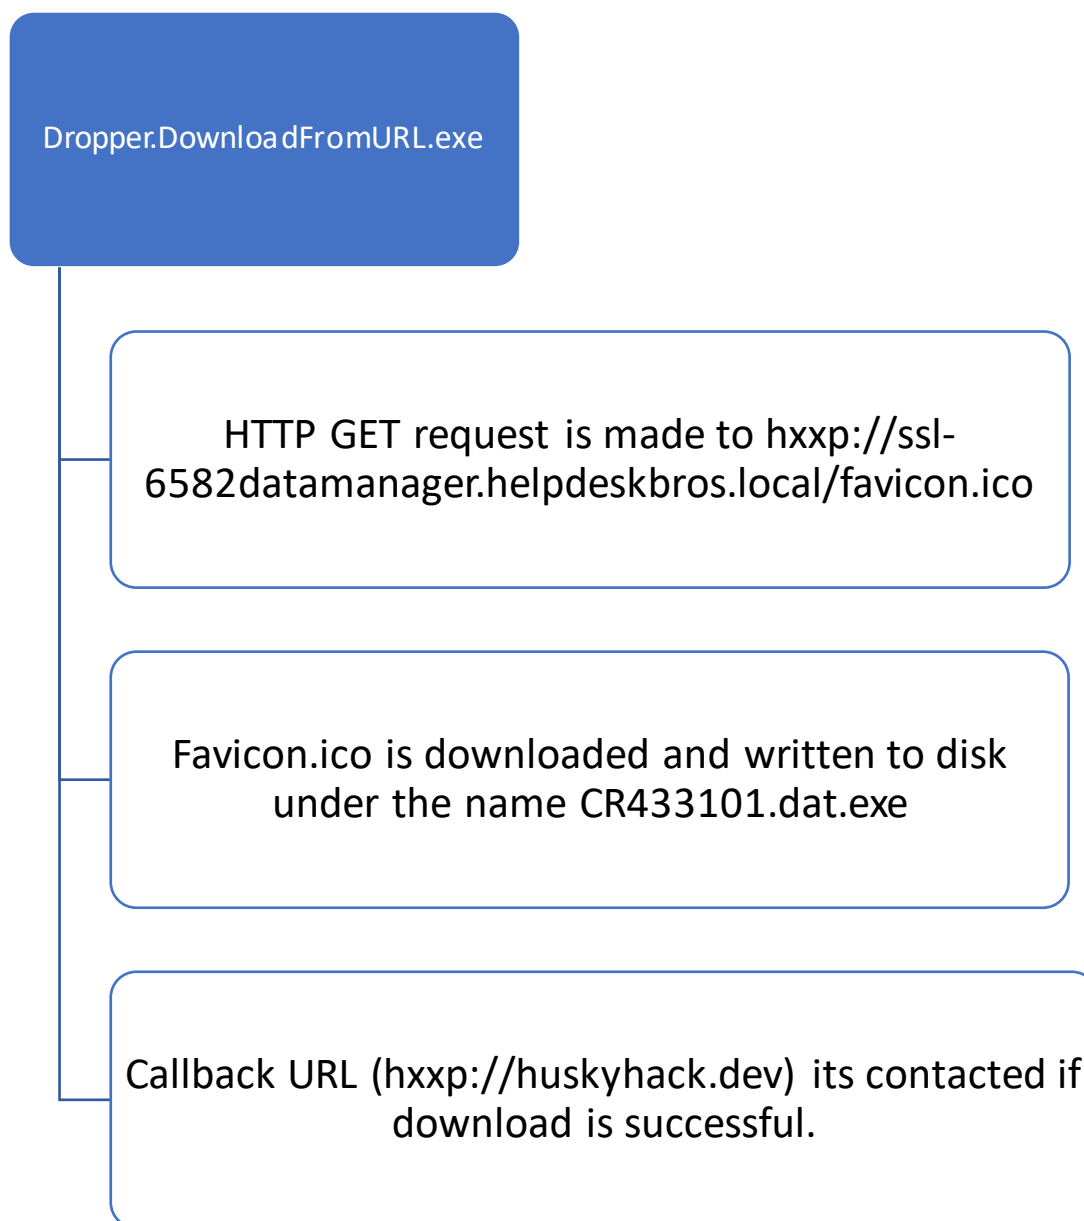 Dropper.DownloadFromURL.exe
HTTP GET request is made to hxxp://ssl-
6582datamanager.helpdeskbros.local/favicon.ico
Favicon.ico is downloaded and written to disk
under the name CR433101.dat.exe
Callback URL (hxxp://huskyhack.dev) its contacted if
download is successful.